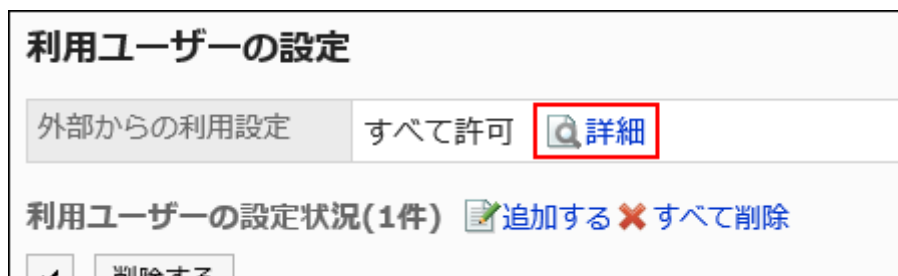 利用ユーザーの設定
外部からの利用設定 すべて許可 詳細
利用ユーザーの設定状況(1件) 追加する すべて削除
削除する